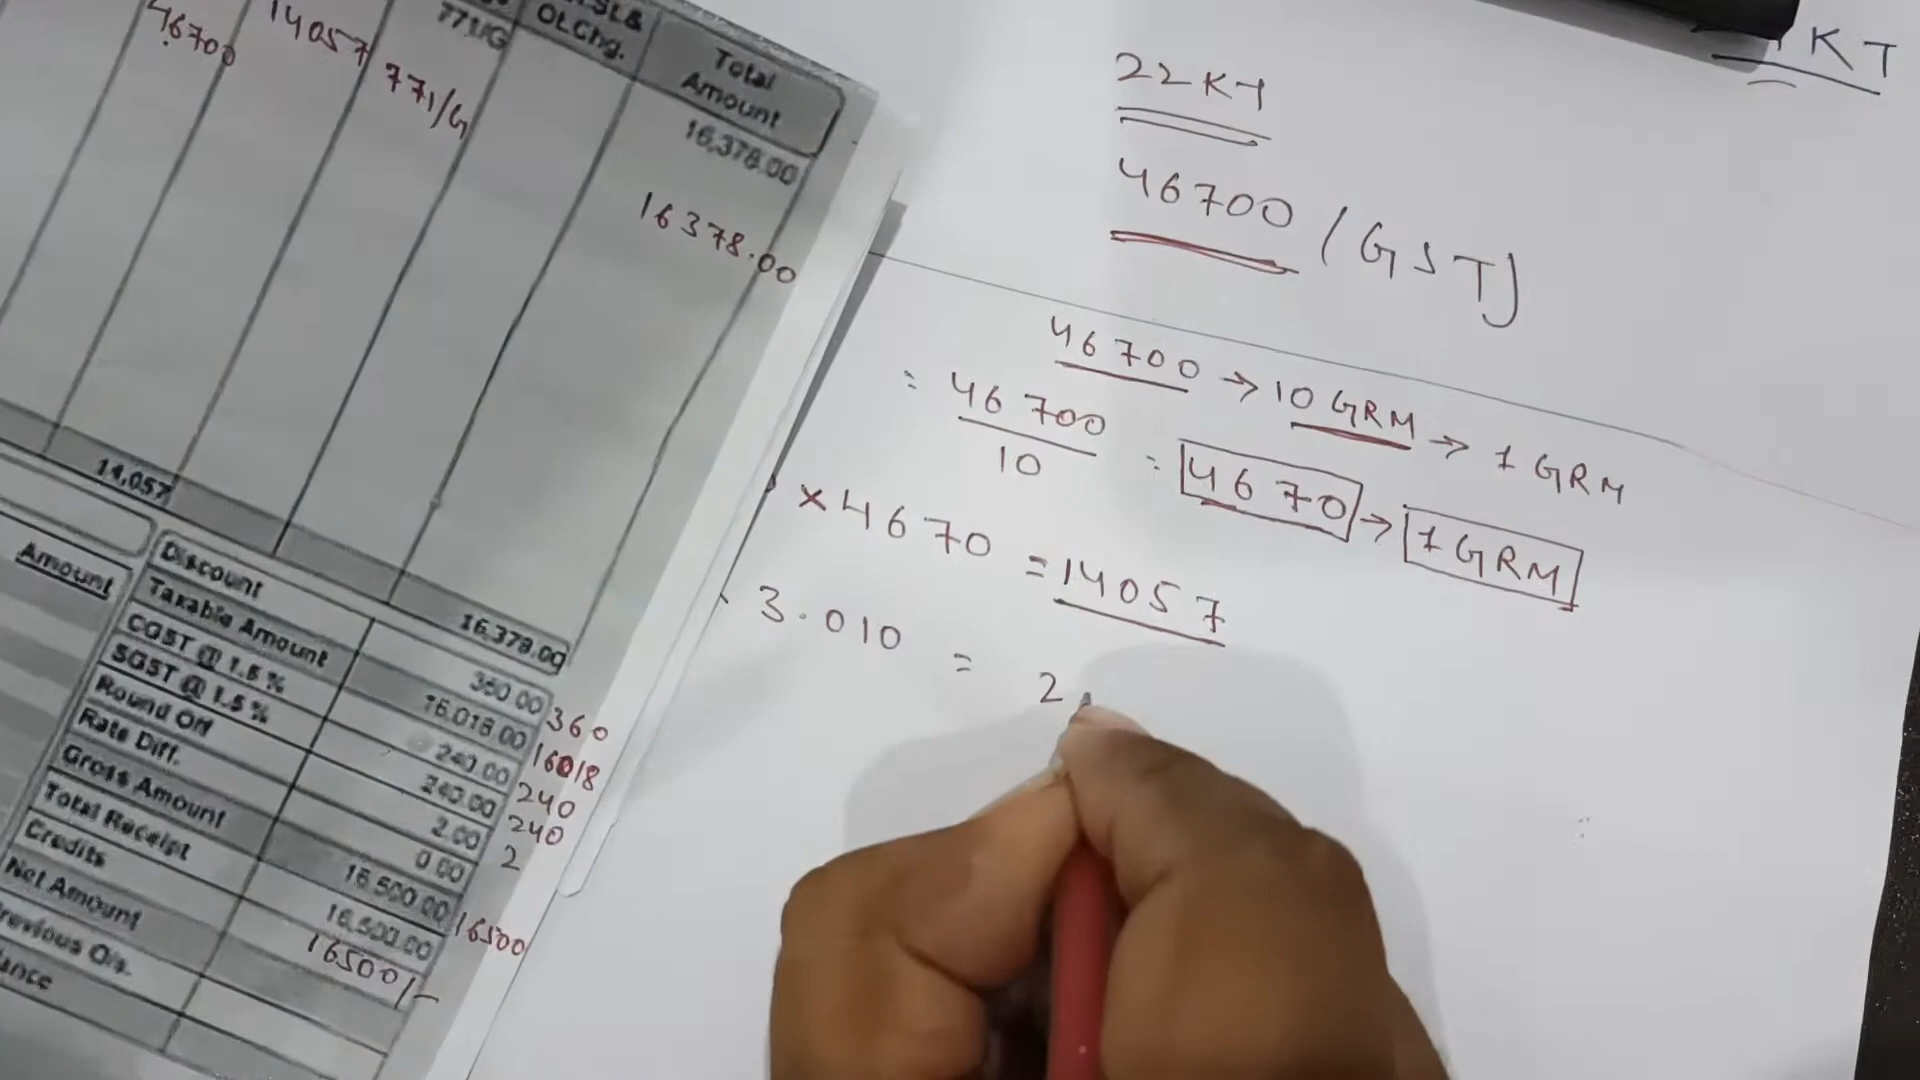 46700
14057
771/G
771/G
OLChg.
Total
Amount
16,378.00
16378.00
14,057
16,378.00
Amount
Discount
360.00
360
Taxable Amount
16,018.00
16018
CGST @ 1.5 %
240.00
240
SGST @ 1.5 %
240.00
240
Round Off
2.00
2
Rate Diff.
0.00
Gross Amount
16,500.00
16500
Total Receipt
16,500.00
Credits
16500/-
Net Amount
KT
22KT
46700 / GST)
46700 → 10 GRM → 1 GRM
= 46700
10
= 4670 → 1 GRM
× 4670 = 14057
3.010 = 2